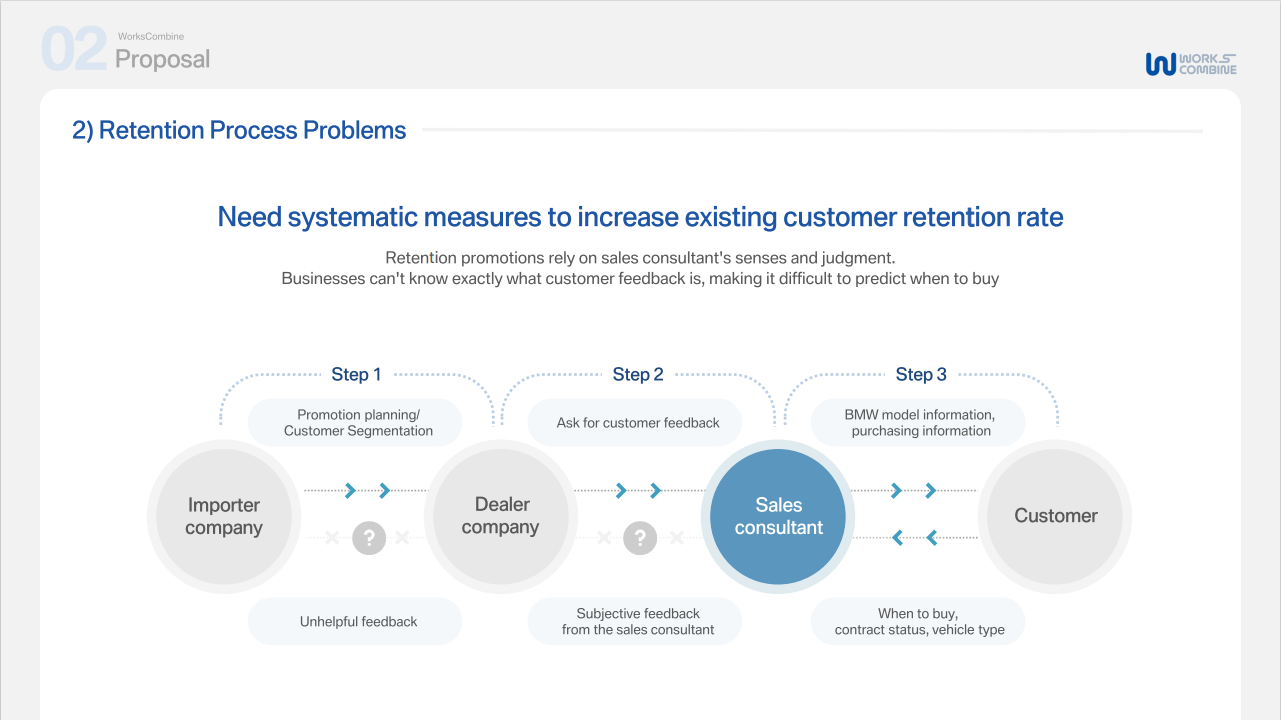 02
WorksCombine
Proposal
WORKS
COMBINE
2) Retention Process Problems
Need systematic measures to increase existing customer retention rate
Retention promotions rely on sales consultant's senses and judgment.
Businesses can't know exactly what customer feedback is, making it difficult to predict when to buy
Step 1
Step 2
Step 3
Promotion planning/
Customer Segmentation
Ask for customer feedback
BMW model information,
purchasing information
Importer
company
Dealer
company
Sales
consultant
Customer
?
?
Unhelpful feedback
Subjective feedback
from the sales consultant
When to buy,
contract status, vehicle type